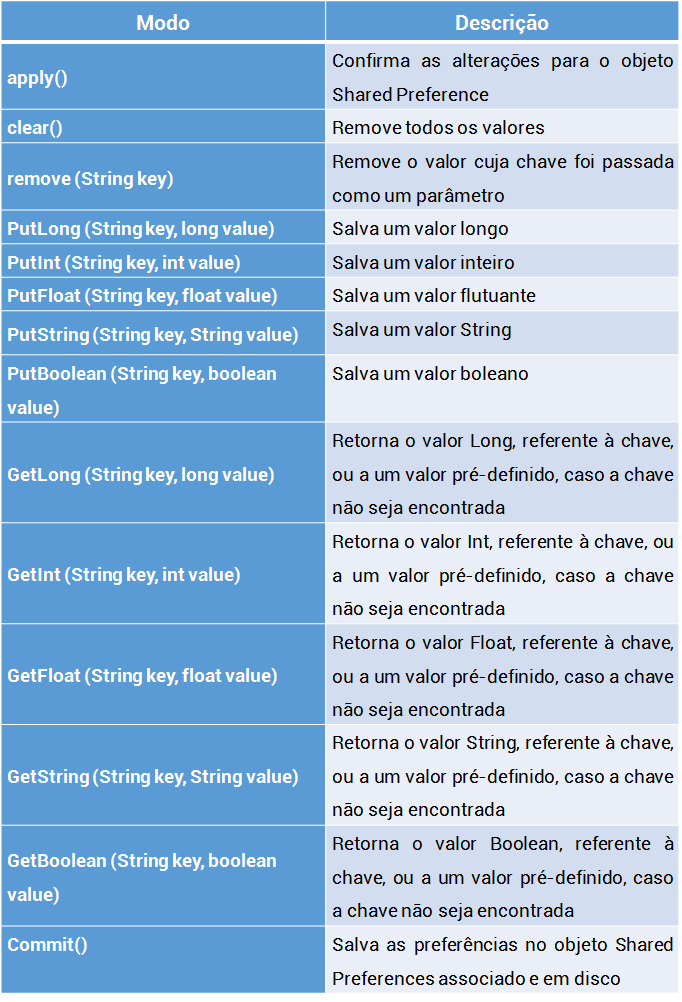 Modo
Descrição
apply()
Confirma as alterações para o objeto
Shared Preference
clear()
Remove todos os valores
remove (String key)
Remove o valor cuja chave foi passada
como um parâmetro
PutLong (String key, long value)
Salva um valor longo
PutInt (String key, int value)
Salva um valor inteiro
PutFloat (String key, float value)
Salva um valor flutuante
PutString (String key, String value)
Salva um valor String
PutBoolean (String key, boolean
value)
Salva um valor boleano
GetLong (String key, long value)
Retorna o valor Long, referente à chave,
ou a um valor pré-definido, caso a chave
não seja encontrada
GetInt (String key, int value)
Retorna o valor Int, referente à chave, ou
a um valor pré-definido, caso a chave
não seja encontrada
GetFloat (String key, float value)
Retorna o valor Float, referente à chave,
ou a um valor pré-definido, caso a chave
não seja encontrada
GetString (String key, String value)
Retorna o valor String, referente à chave,
ou a um valor pré-definido, caso a chave
não seja encontrada
GetBoolean (String key, boolean
value)
Retorna o valor Boolean, referente à
chave, ou a um valor pré-definido, caso
a chave não seja encontrada
Commit()
Salva as preferências no objeto Shared
Preferences associado e em disco